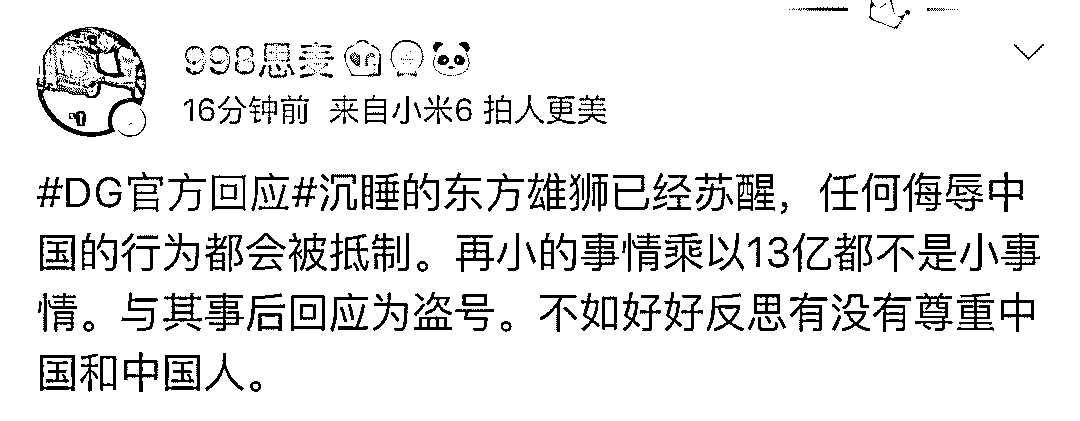 998思麦
16分钟前 来自小米6 拍人更美
#DG官方回应#沉睡的东方雄狮已经苏醒，任何侮辱中
国的行为都会被抵制。再小的事情乘以13亿都不是小事
情。与其事后回应为盗号。不如好好反思有没有尊重中
国和中国人。